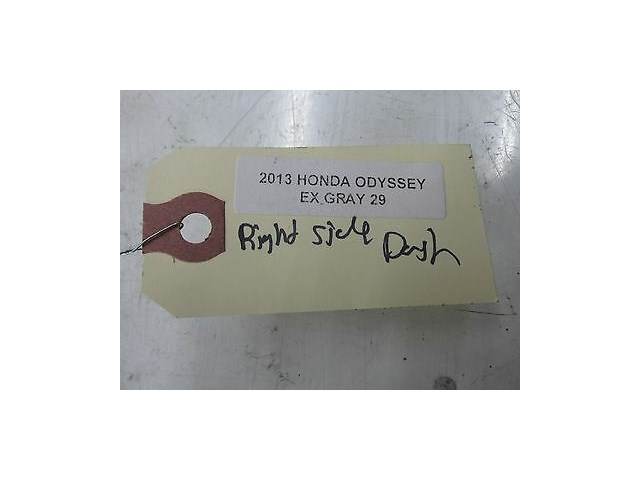 2013 HONDA ODYSSEY
EX GRAY 29
Right side Dash